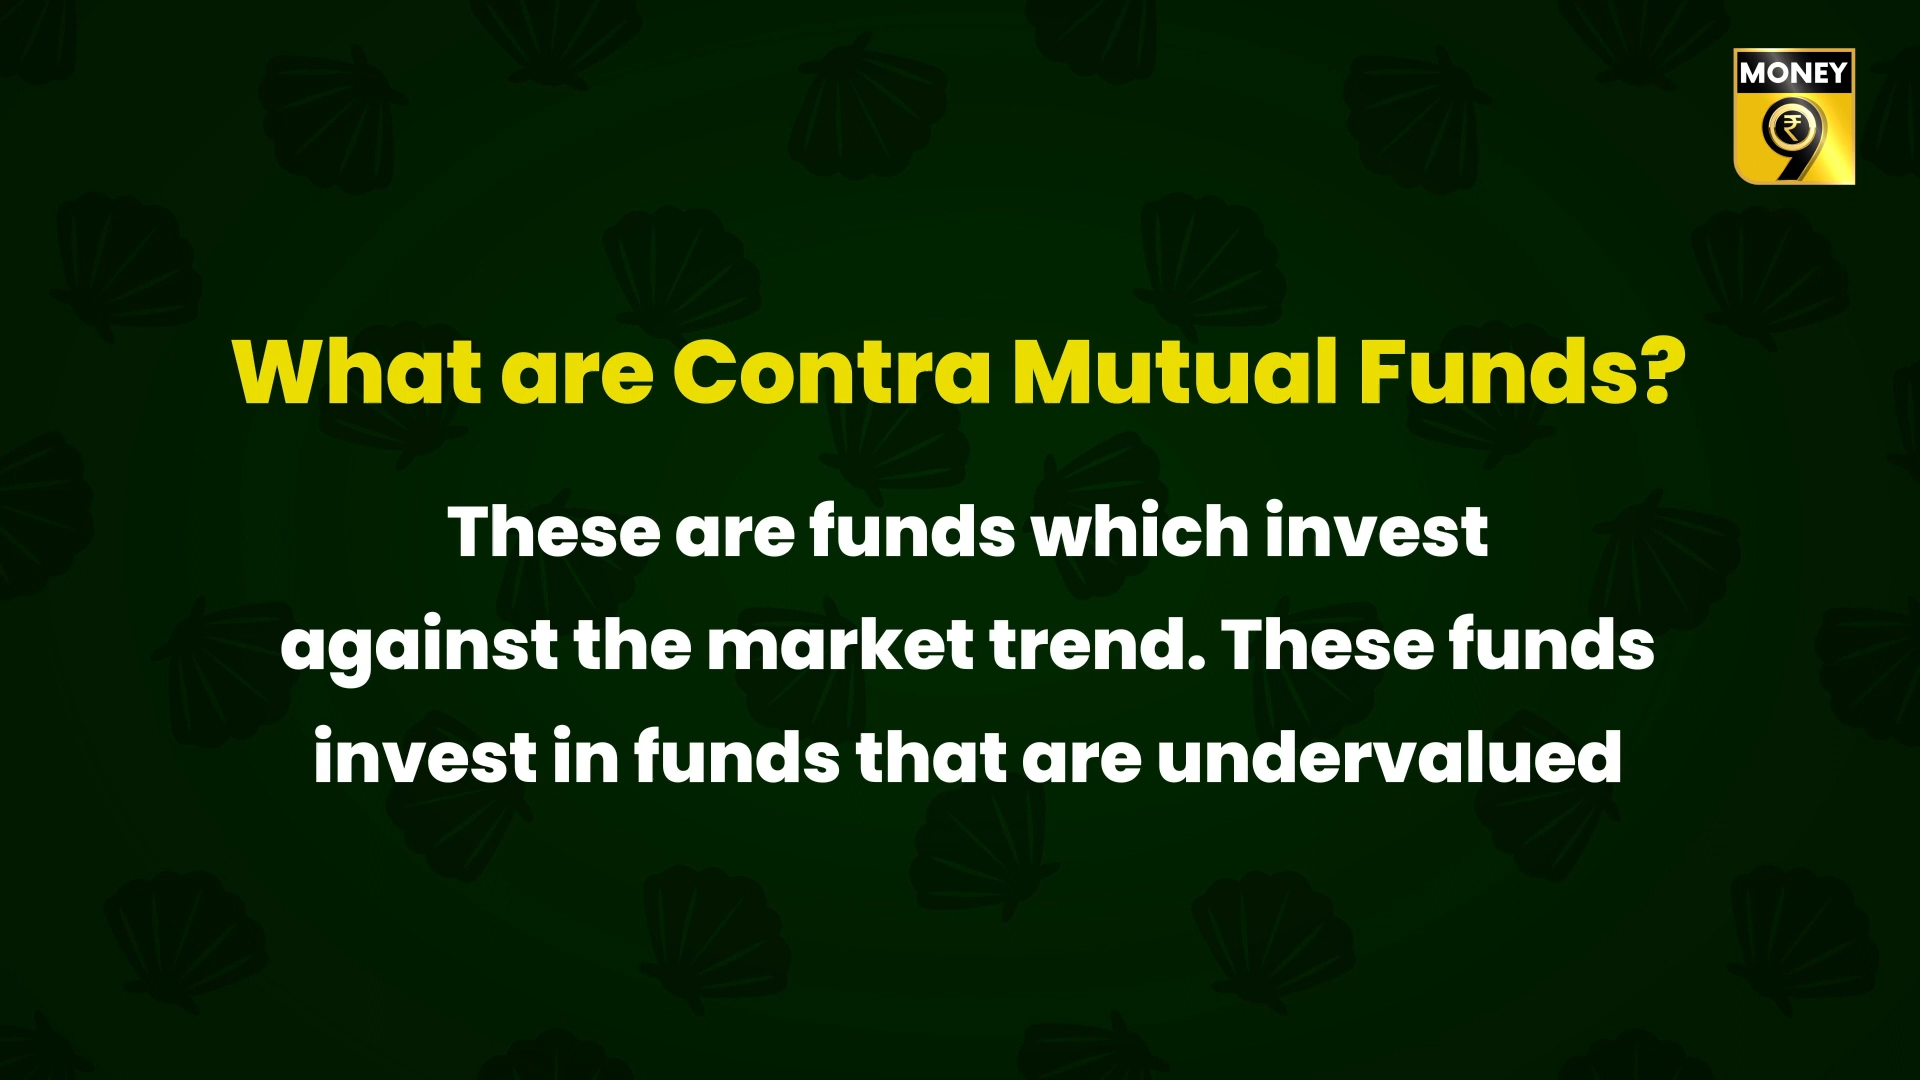 MONEY
₹
9
What are Contra Mutual Funds?
These are funds which invest
against the market trend. These funds
invest in funds that are undervalued